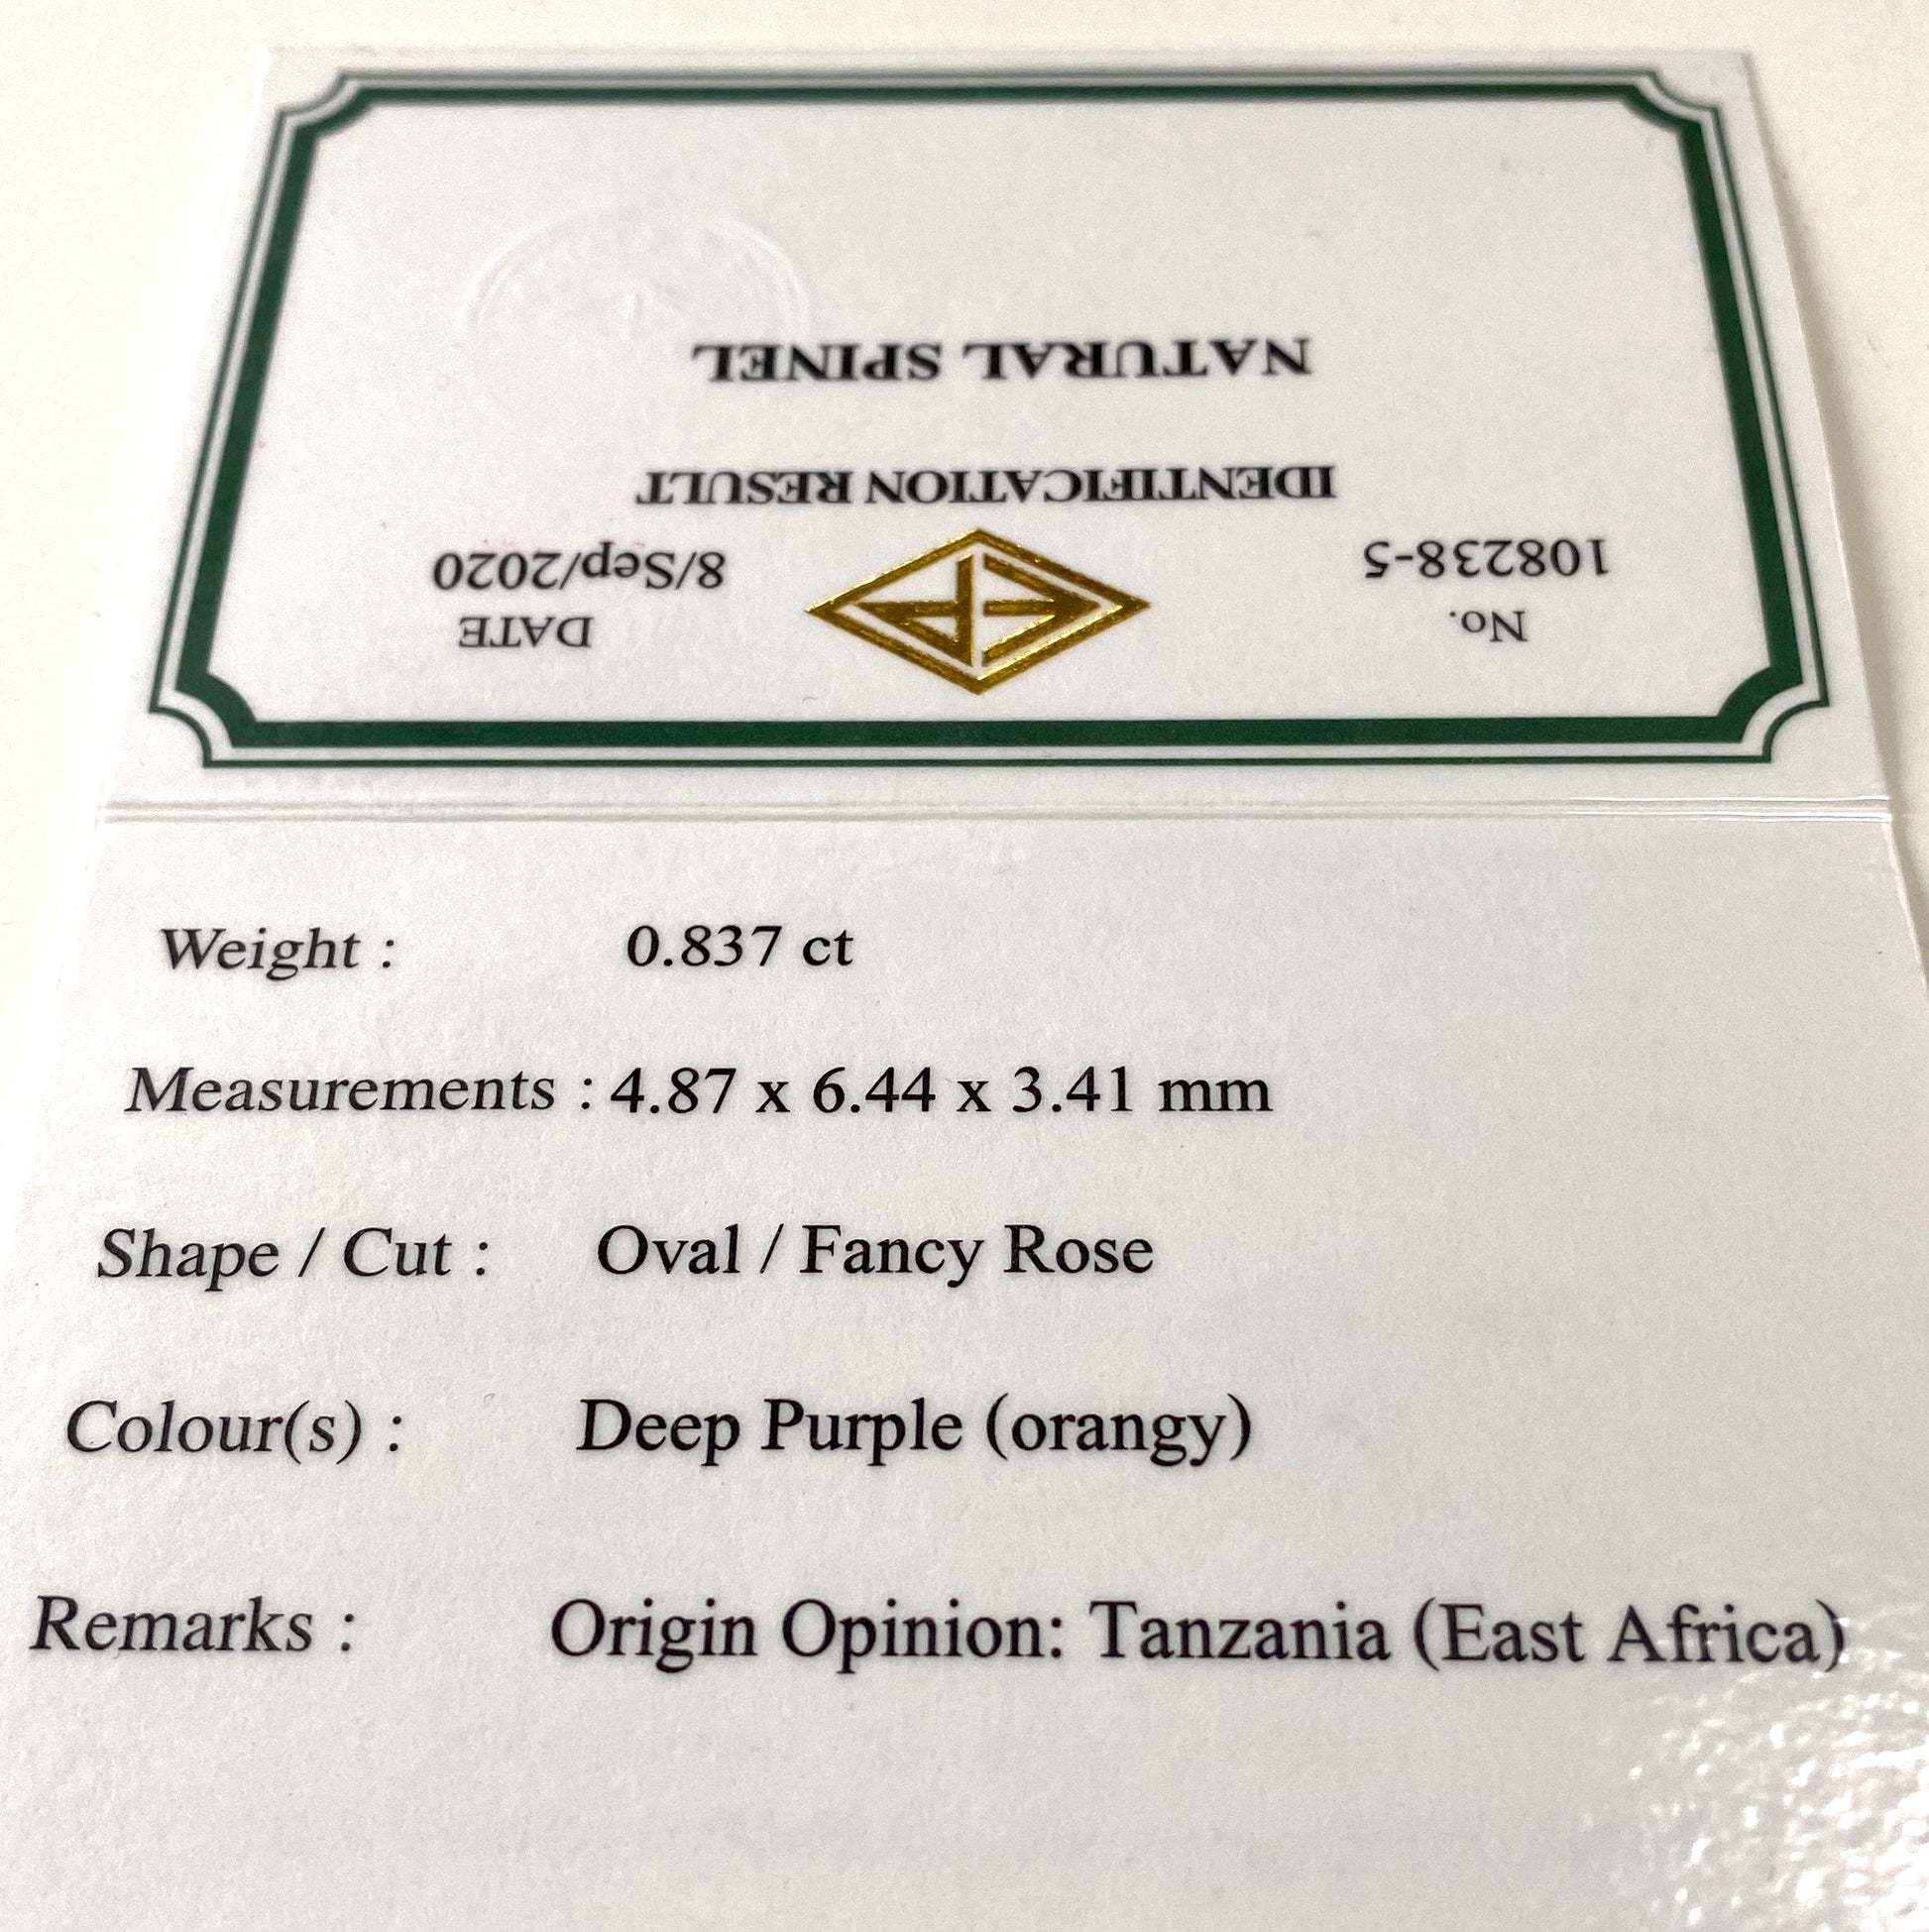 No.
108238-5
DATE
8/Sep/2020
IDENTIFICATION RESULT
NATURAL SPINEL
Weight : 0.837 ct
Measurements : 4.87 x 6.44 x 3.41 mm
Shape / Cut : Oval / Fancy Rose
Colour(s) : Deep Purple (orangy)
Remarks : Origin Opinion: Tanzania (East Africa)